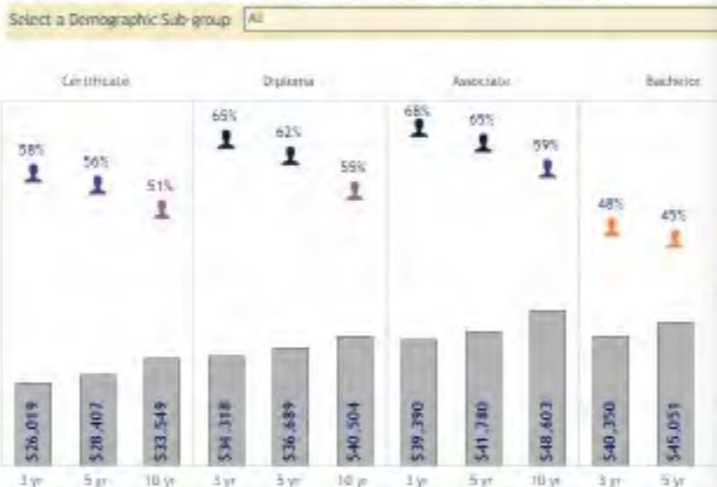 Select a Demographic Sub-group All
Certificate Diploma Associate Bachelor
58% 56% 51% 65% 62% 55% 68% 65% 59% 48% 45%
$26,019 $28,407 $33,549 $34,318 $36,689 $40,504 $39,390 $41,780 $48,603 $40,350 $45,051
3 yr 5 yr 10 yr 3 yr 5 yr 10 yr 3 yr 5 yr 10 yr 3 yr 5 yr